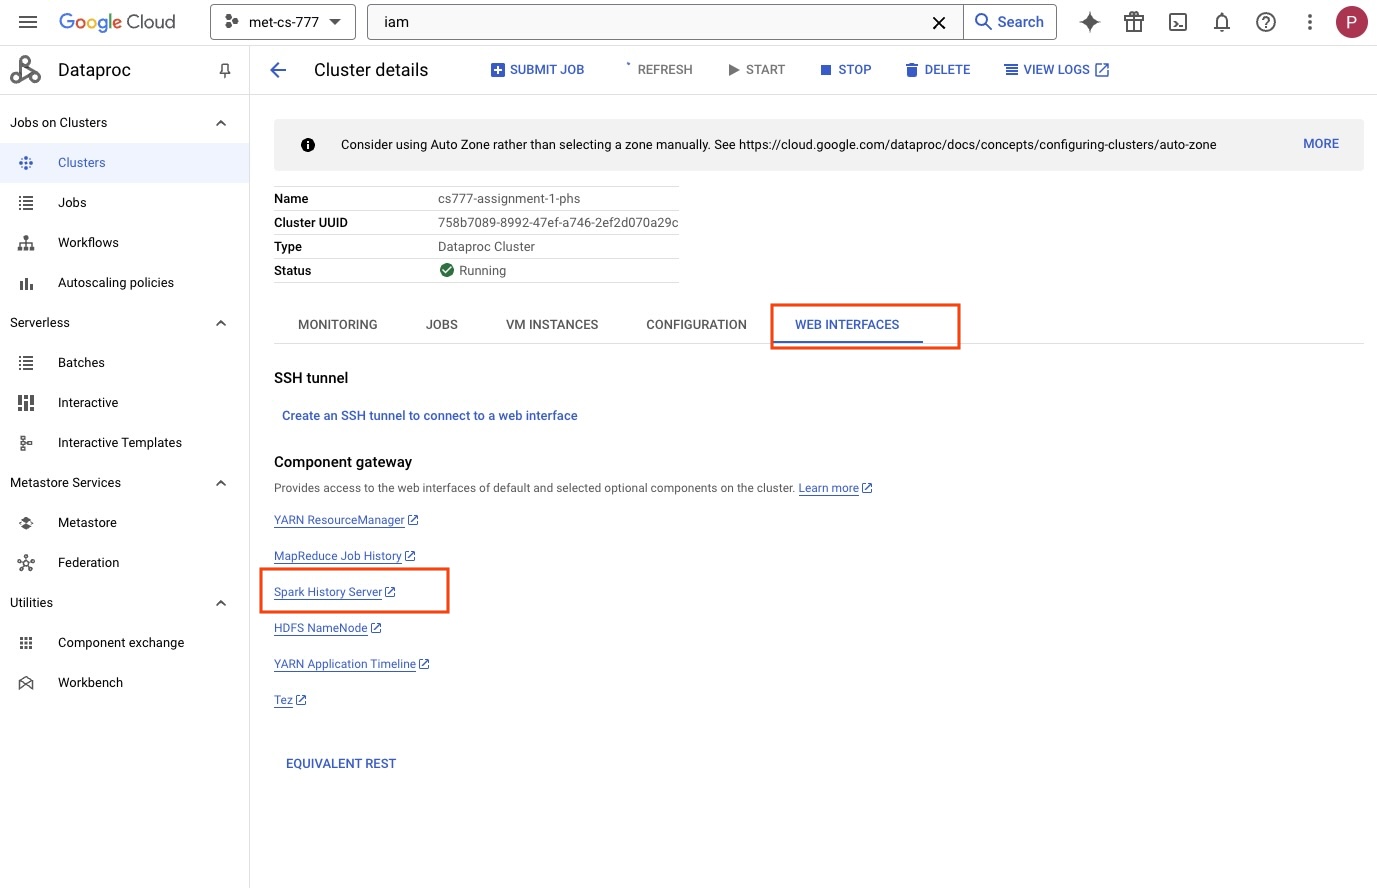 Google Cloud
met-cs-777
iam
Search
P
Dataproc
Cluster details
SUBMIT JOB
REFRESH
START
STOP
DELETE
VIEW LOGS
Jobs on Clusters
Clusters
Jobs
Workflows
Autoscaling policies
Serverless
Batches
Interactive
Interactive Templates
Metastore Services
Metastore
Federation
Utilities
Component exchange
Workbench
Consider using Auto Zone rather than selecting a zone manually. See https://cloud.google.com/dataproc/docs/concepts/configuring-clusters/auto-zone
MORE
Name cs777-assignment-1-phs
Cluster UUID 758b7089-8992-47ef-a746-2ef2d070a29c
Type Dataproc Cluster
Status Running
MONITORING
JOBS
VM INSTANCES
CONFIGURATION
WEB INTERFACES
SSH tunnel
Create an SSH tunnel to connect to a web interface
Component gateway
Provides access to the web interfaces of default and selected optional components on the cluster. Learn more
YARN ResourceManager
MapReduce Job History
Spark History Server
HDFS NameNode
YARN Application Timeline
Tez
EQUIVALENT REST